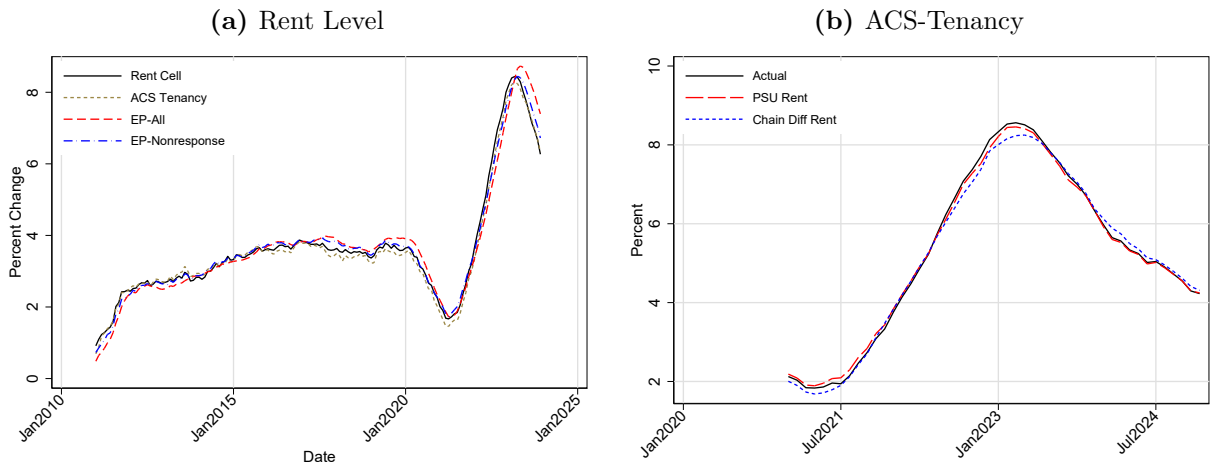 (a) Rent Level
Rent Cell
ACS Tenancy
EP-All
EP-Nonresponse
Percent Change
0
2
4
6
8
Jan2010
Jan2015
Jan2020
Jan2025
Date
(b) ACS-Tenancy
Actual
PSU Rent
Chain Diff Rent
Percent
2
4
6
8
10
Jan2020
Jul2021
Jan2023
Jul2024